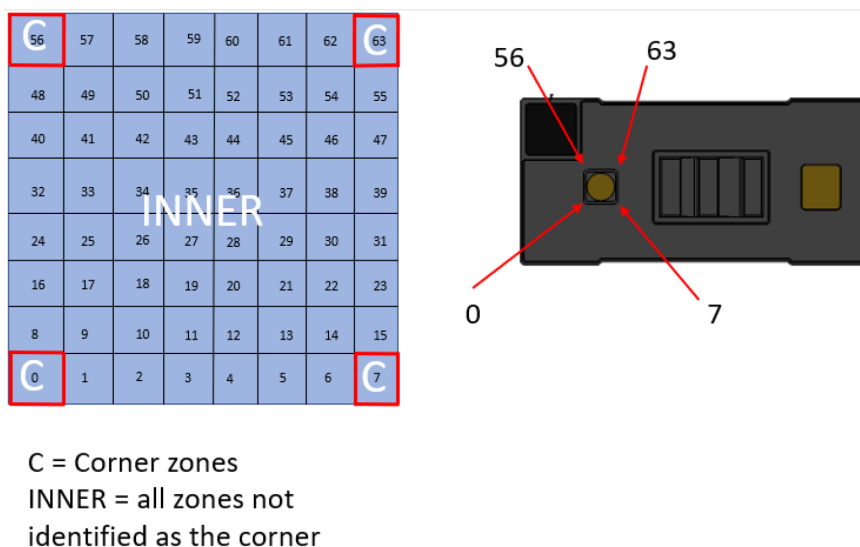 C C
56 57 58 59 60 61 62 63
48 49 50 51 52 53 54 55
40 41 42 43 44 45 46 47
32 33 34 35 36 37 38 39
INNER
24 25 26 27 28 29 30 31
16 17 18 19 20 21 22 23
8 9 10 11 12 13 14 15
C C
0 1 2 3 4 5 6 7
56 63
0 7
C = Corner zones
INNER = all zones not
identified as the corner